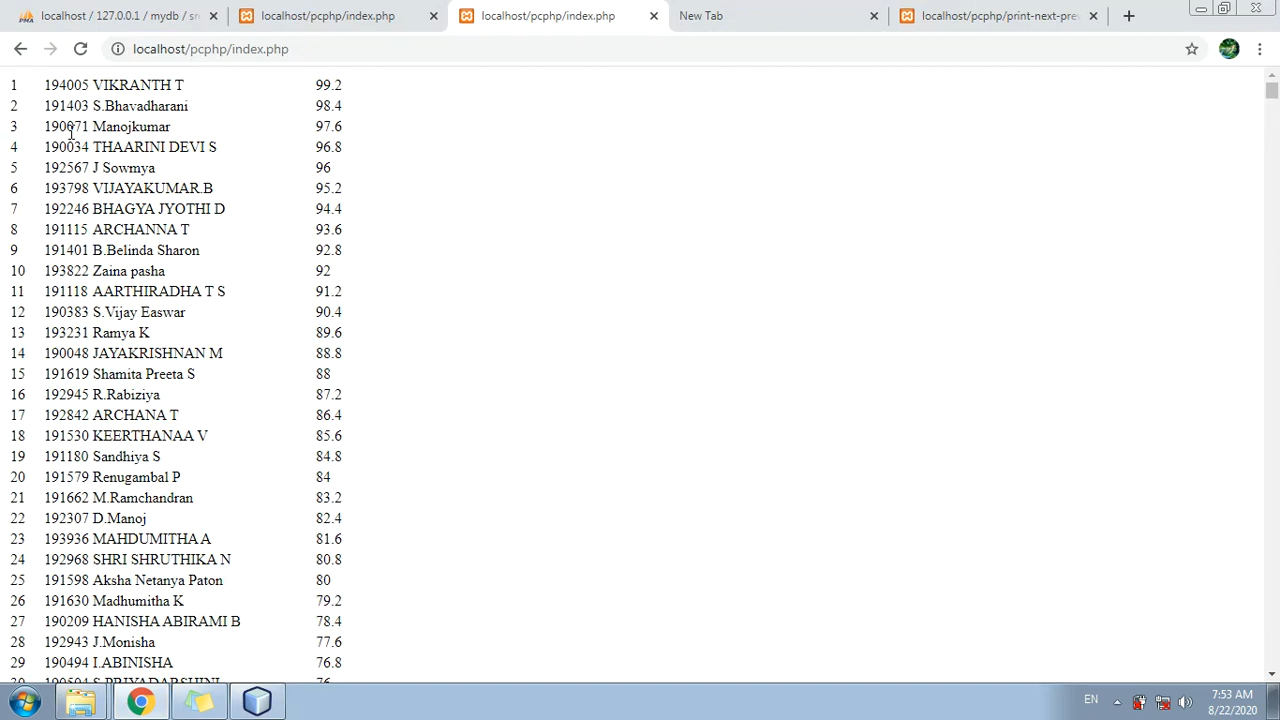 localhost / 127.0.0.1 / mydb / sr
localhost/pcphp/index.php
localhost/pcphp/index.php
New Tab
localhost/pcphp/print-next-pre
localhost/pcphp/index.php
1 194005 VIKRANTH T 99.2
2 191403 S.Bhavadharani 98.4
3 190071 Manojkumar 97.6
4 190034 THAARINI DEVI S 96.8
5 192567 J Sowmya 96
6 193798 VIJAYAKUMAR.B 95.2
7 192246 BHAGYA JYOTHI D 94.4
8 191115 ARCHANNA T 93.6
9 191401 B.Belinda Sharon 92.8
10 193822 Zaina pasha 92
11 191118 AARTHIRADHA T S 91.2
12 190383 S.Vijay Easwar 90.4
13 193231 Ramya K 89.6
14 190048 JAYAKRISHNAN M 88.8
15 191619 Shamita Preeta S 88
16 192945 R.Rabiziya 87.2
17 192842 ARCHANA T 86.4
18 191530 KEERTHANAA V 85.6
19 191180 Sandhiya S 84.8
20 191579 Renugambal P 84
21 191662 M.Ramchandran 83.2
22 192307 D.Manoj 82.4
23 193936 MAHDUMITHA A 81.6
24 192968 SHRI SHRUTHIKA N 80.8
25 191598 Aksha Netanya Paton 80
26 191630 Madhumitha K 79.2
27 190209 HANISHA ABIRAMI B 78.4
28 192943 J.Monisha 77.6
29 190494 I.ABINISHA 76.8
30 190504 S.PRIYADARSHINI 76
EN
7:53 AM
8/22/2020